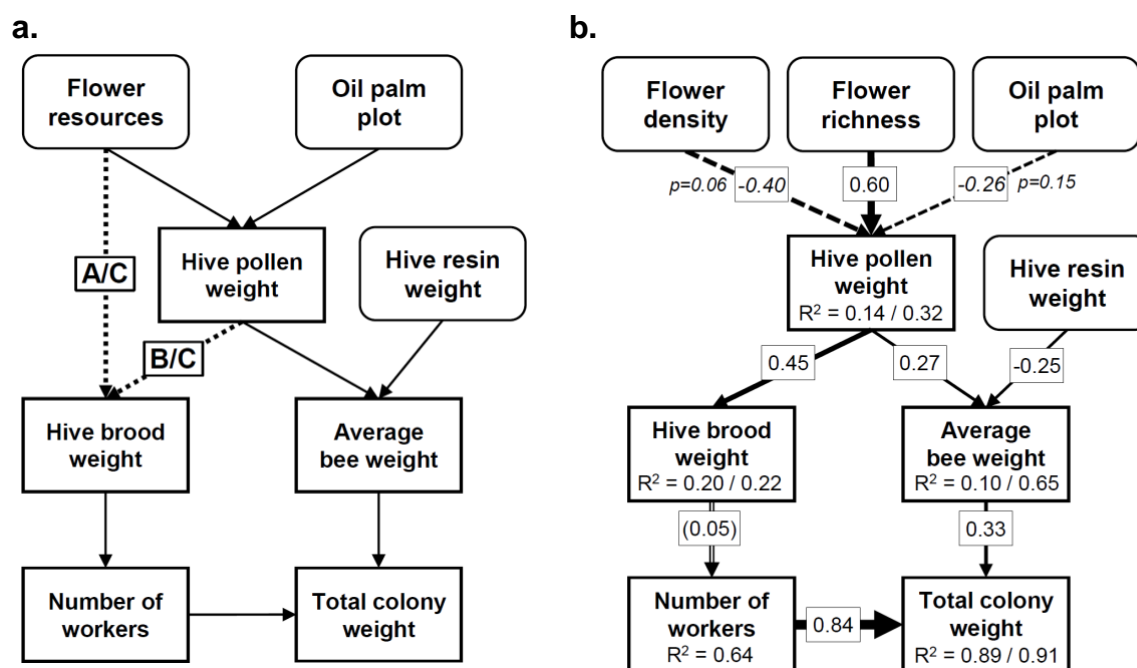 a.
Flower
resources
Oil palm
plot
A/C
Hive pollen
weight
Hive resin
weight
B/C
Hive brood
weight
Average
bee weight
Number of
workers
Total colony
weight
b.
Flower
density
Flower
richness
Oil palm
plot
p=0.06
-0.40
0.60
-0.26
p=0.15
Hive pollen
weight
R² = 0.14 / 0.32
Hive resin
weight
0.45
0.27
-0.25
Hive brood
weight
R² = 0.20 / 0.22
Average
bee weight
R² = 0.10 / 0.65
(0.05)
0.33
Number of
workers
R² = 0.64
0.84
Total colony
weight
R² = 0.89 / 0.91